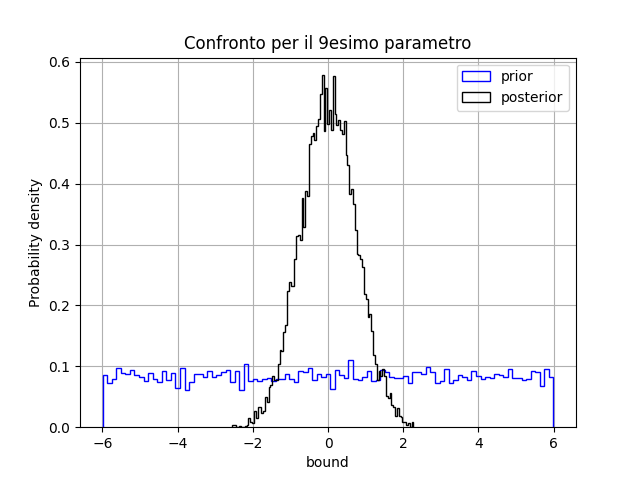 Confronto per il 9esimo parametro
prior
posterior
Probability density
0.6
0.5
0.4
0.3
0.2
0.1
0.0
−6
−4
−2
0
2
4
6
bound